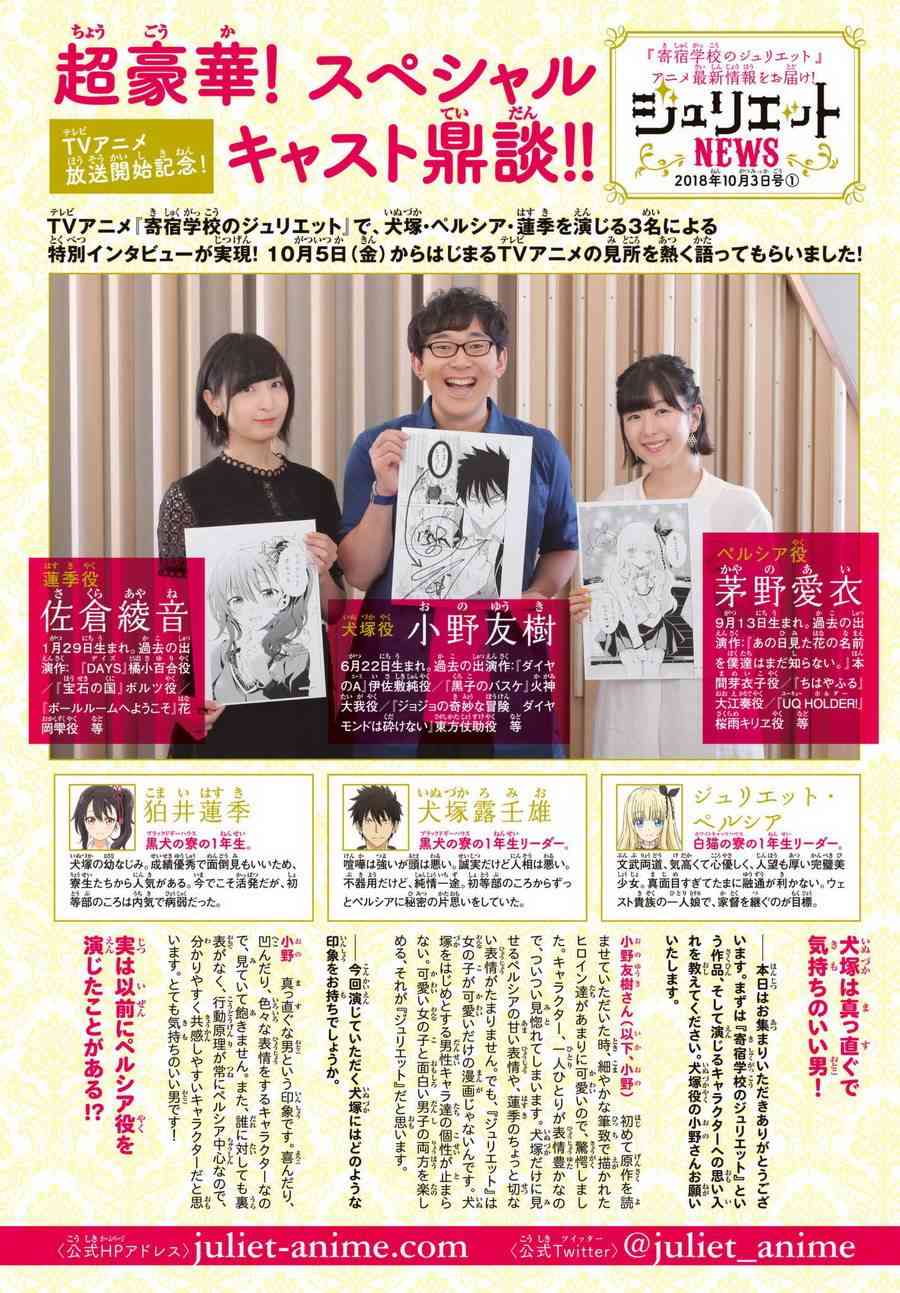 超豪華! スペシャル
キャスト鼎談!!
TVアニメ
放送開始記念!
『寄宿学校のジュリエット』
アニメ最新情報をお届け!
ジュリエット
NEWS
2018年10月3日号①
TVアニメ『寄宿学校のジュリエット』で、犬塚・ペルシア・蓮季を演じる3名による
特別インタビューが実現! 10月5日(金)からはじまるTVアニメの見所を熱く語ってもらいました!
蓮季役
佐倉綾音
1月29日生まれ。過去の出
演作:『DAYS』橘小百合役
/『宝石の国』ボルツ役/
『ボールルームへようこそ』花
岡雫役 等
犬塚役 小野友樹
6月22日生まれ。過去の出演作:『ダイヤ
のA』伊佐敷純役/『黒子のバスケ』火神
大我役/『ジョジョの奇妙な冒険 ダイヤ
モンドは砕けない』東方仗助役 等
ペルシア役
茅野愛衣
9月13日生まれ。過去の出
演作:『あの日見た花の名前
を僕達はまだ知らない。』本
間芽衣子役/『ちはやふる』
大江奏役/『UQ HOLDER!』
桜雨キリヱ役 等
狛井蓮季
黒犬の寮の1年生。
犬塚の幼なじみ。成績優秀で面倒見もいいため、
寮生たちから人気がある。今でこそ活発だが、初
等部のころは内気で病弱だった。
犬塚露壬雄
黒犬の寮の1年生リーダー。
喧嘩は強いが頭は悪い。誠実だけど人相は悪い。
不器用だけど、純情一途。初等部のころからずっ
とペルシアに秘密の片思いをしていた。
ジュリエット・
ペルシア
白猫の寮の1年生リーダー。
文武両道、気高くて心優しく、人望も厚い完璧美
少女。真面目すぎてたまに融通が利かない。ウェ
スト貴族の一人娘で、家督を継ぐのが目標。
犬塚は真っ直ぐで
気持ちのいい男!
――本日はお集まりいただきありがとうござ
います。まずは『寄宿学校のジュリエット』とい
う作品、そして演じるキャラクターへの思い入
れを教えてください。犬塚役の小野さんお願い
いたします。
小野友樹さん(以下、小野) 初めて原作を読
ませていただいた時、細やかな筆致で描かれた
ヒロイン達があまりに可愛いので、驚愕しまし
た。キャラクター、一人ひとりが表情豊かなの
で、ついつい見惚れてしまいます。犬塚だけに見
せるペルシアの甘い表情や、蓮季のちょっと切な
い表情がたまりません。でも、『ジュリエット』は
女の子が可愛いだけの漫画じゃないんです。犬
塚をはじめとする男性キャラ達の個性が止まら
ない。可愛い女の子と面白い男子の両方を楽し
める、それが『ジュリエット』だと思います。
――今回演じていただく犬塚にはどのような
印象をお持ちでしょうか。
小野 真っ直ぐな男という印象です。喜んだり、
凹んだり、色々な表情をするキャラクターなの
で、見ていて飽きません。また、誰に対しても裏
表がなく、行動原理が常にペルシア中心なので、
分かりやすく共感しやすいキャラクターだと思
います。とても気持ちのいい男です!
実は以前にペルシア役を
演じたことがある!?
〈公式HPアドレス〉juliet-anime.com 〈公式Twitter〉@juliet_anime